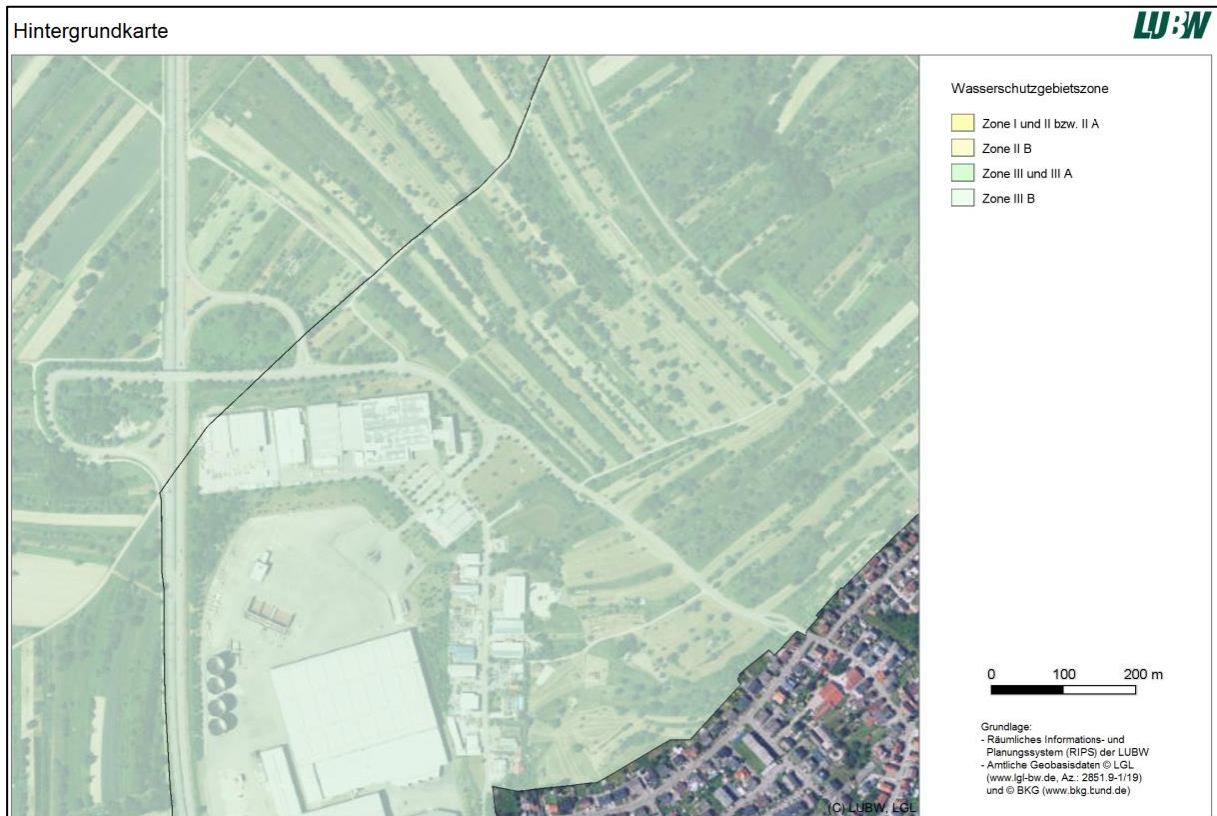 Hintergrundkarte
LUBW
Wasserschutzgebietszone
Zone I und II bzw. II A
Zone II B
Zone III und III A
Zone III B
0 100 200 m
Grundlage:
- Räumliches Informations- und
Planungssystem (RIPS) der LUBW
- Amtliche Geobasisdaten © LGL
(www.lgl-bw.de, Az.: 2851.9-1/19)
und © BKG (www.bkg.bund.de)
(C) LUBW, LGL